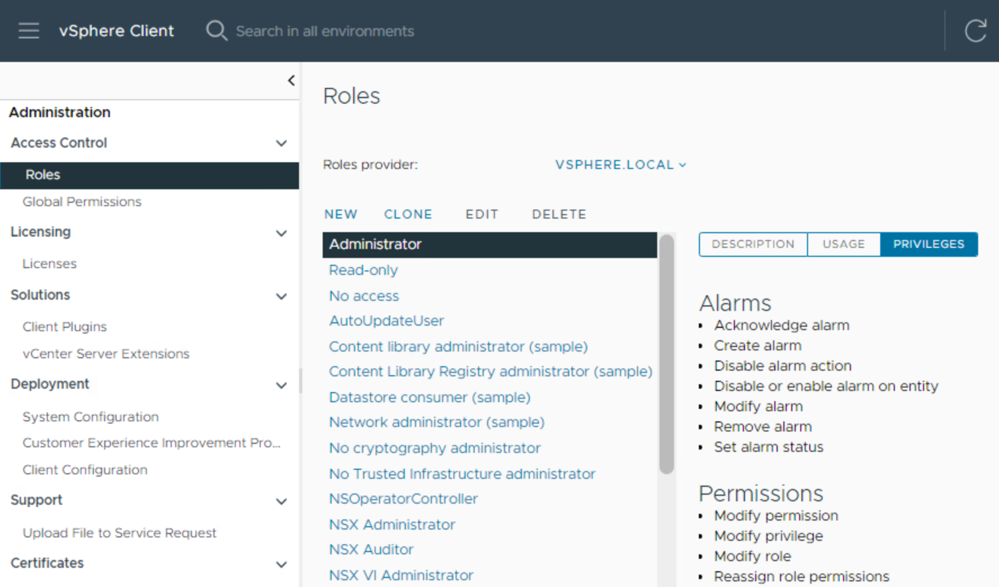 vSphere Client
Search in all environments
Administration
Access Control
Roles
Global Permissions
Licensing
Licenses
Solutions
Client Plugins
vCenter Server Extensions
Deployment
System Configuration
Customer Experience Improvement Pro...
Client Configuration
Support
Upload File to Service Request
Certificates
Roles
Roles provider:
VSPHERE.LOCAL
NEW CLONE EDIT DELETE
Administrator
Read-only
No access
AutoUpdateUser
Content library administrator (sample)
Content Library Registry administrator (sample)
Datastore consumer (sample)
Network administrator (sample)
No cryptography administrator
No Trusted Infrastructure administrator
NSOperatorController
NSX Administrator
NSX Auditor
NSX VI Administrator
DESCRIPTION USAGE PRIVILEGES
Alarms
• Acknowledge alarm
• Create alarm
• Disable alarm action
• Disable or enable alarm on entity
• Modify alarm
• Remove alarm
• Set alarm status
Permissions
• Modify permission
• Modify privilege
• Modify role
• Reassign role permissions